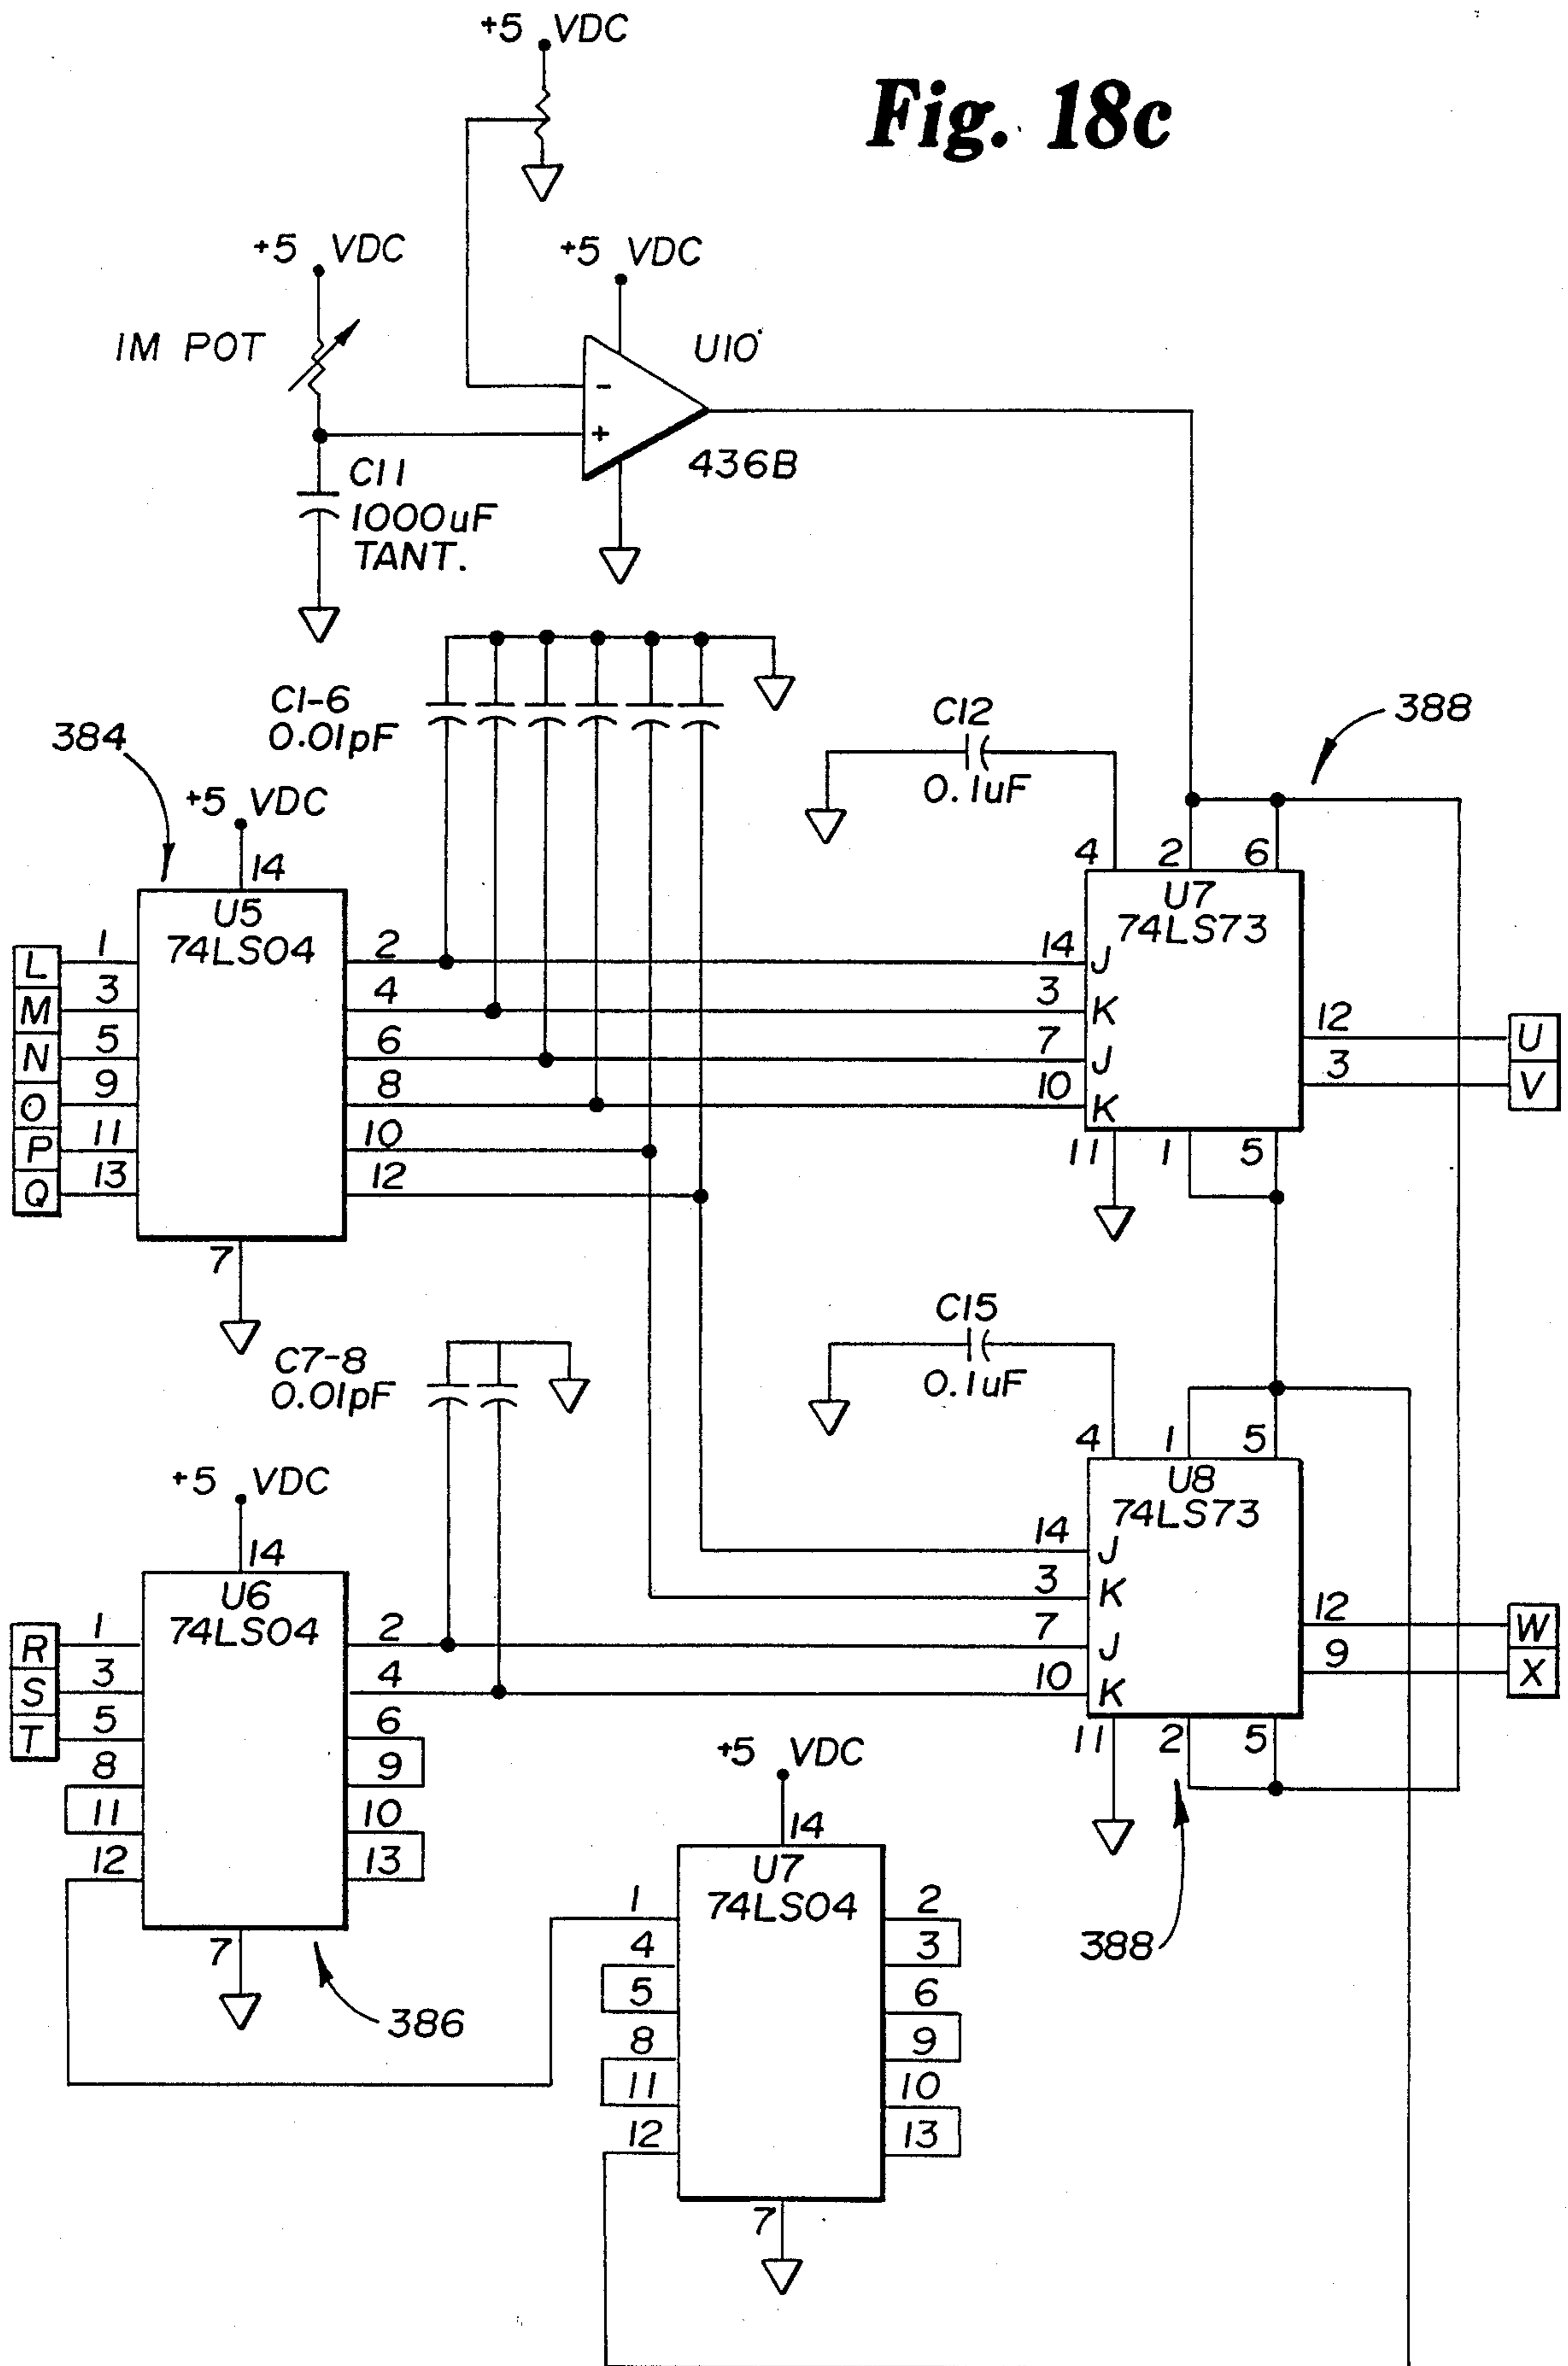 +5 VDC
Fig. 18c
+5 VDC
+5 VDC
1M POT
U10
-
+
436B
C11
1000uF
TANT.
C1-6
0.01pF
C12
0.1uF
388
384
+5 VDC
14
4 2 6
U5
74LS04
U7
74LS73
L 1 2 14 J
M 3 4 3 K
N 5 6 7 J
12 U
O 9 8 10 K
3 V
P 11 10
Q 13 12
11 1 5
7
C15
0.1uF
C7-8
0.01pF
4 1 5
U8
74LS73
+5 VDC
14
14 J
3 K
U6
74LS04
R 1 2 7 J
12 W
S 3 4 10 K
9 X
T 5 6
8 9
11 10
12 13
11 2 5
+5 VDC
14
U7
74LS04
7
386
388
1 2
4 3
5 6
8 9
11 10
12 13
7